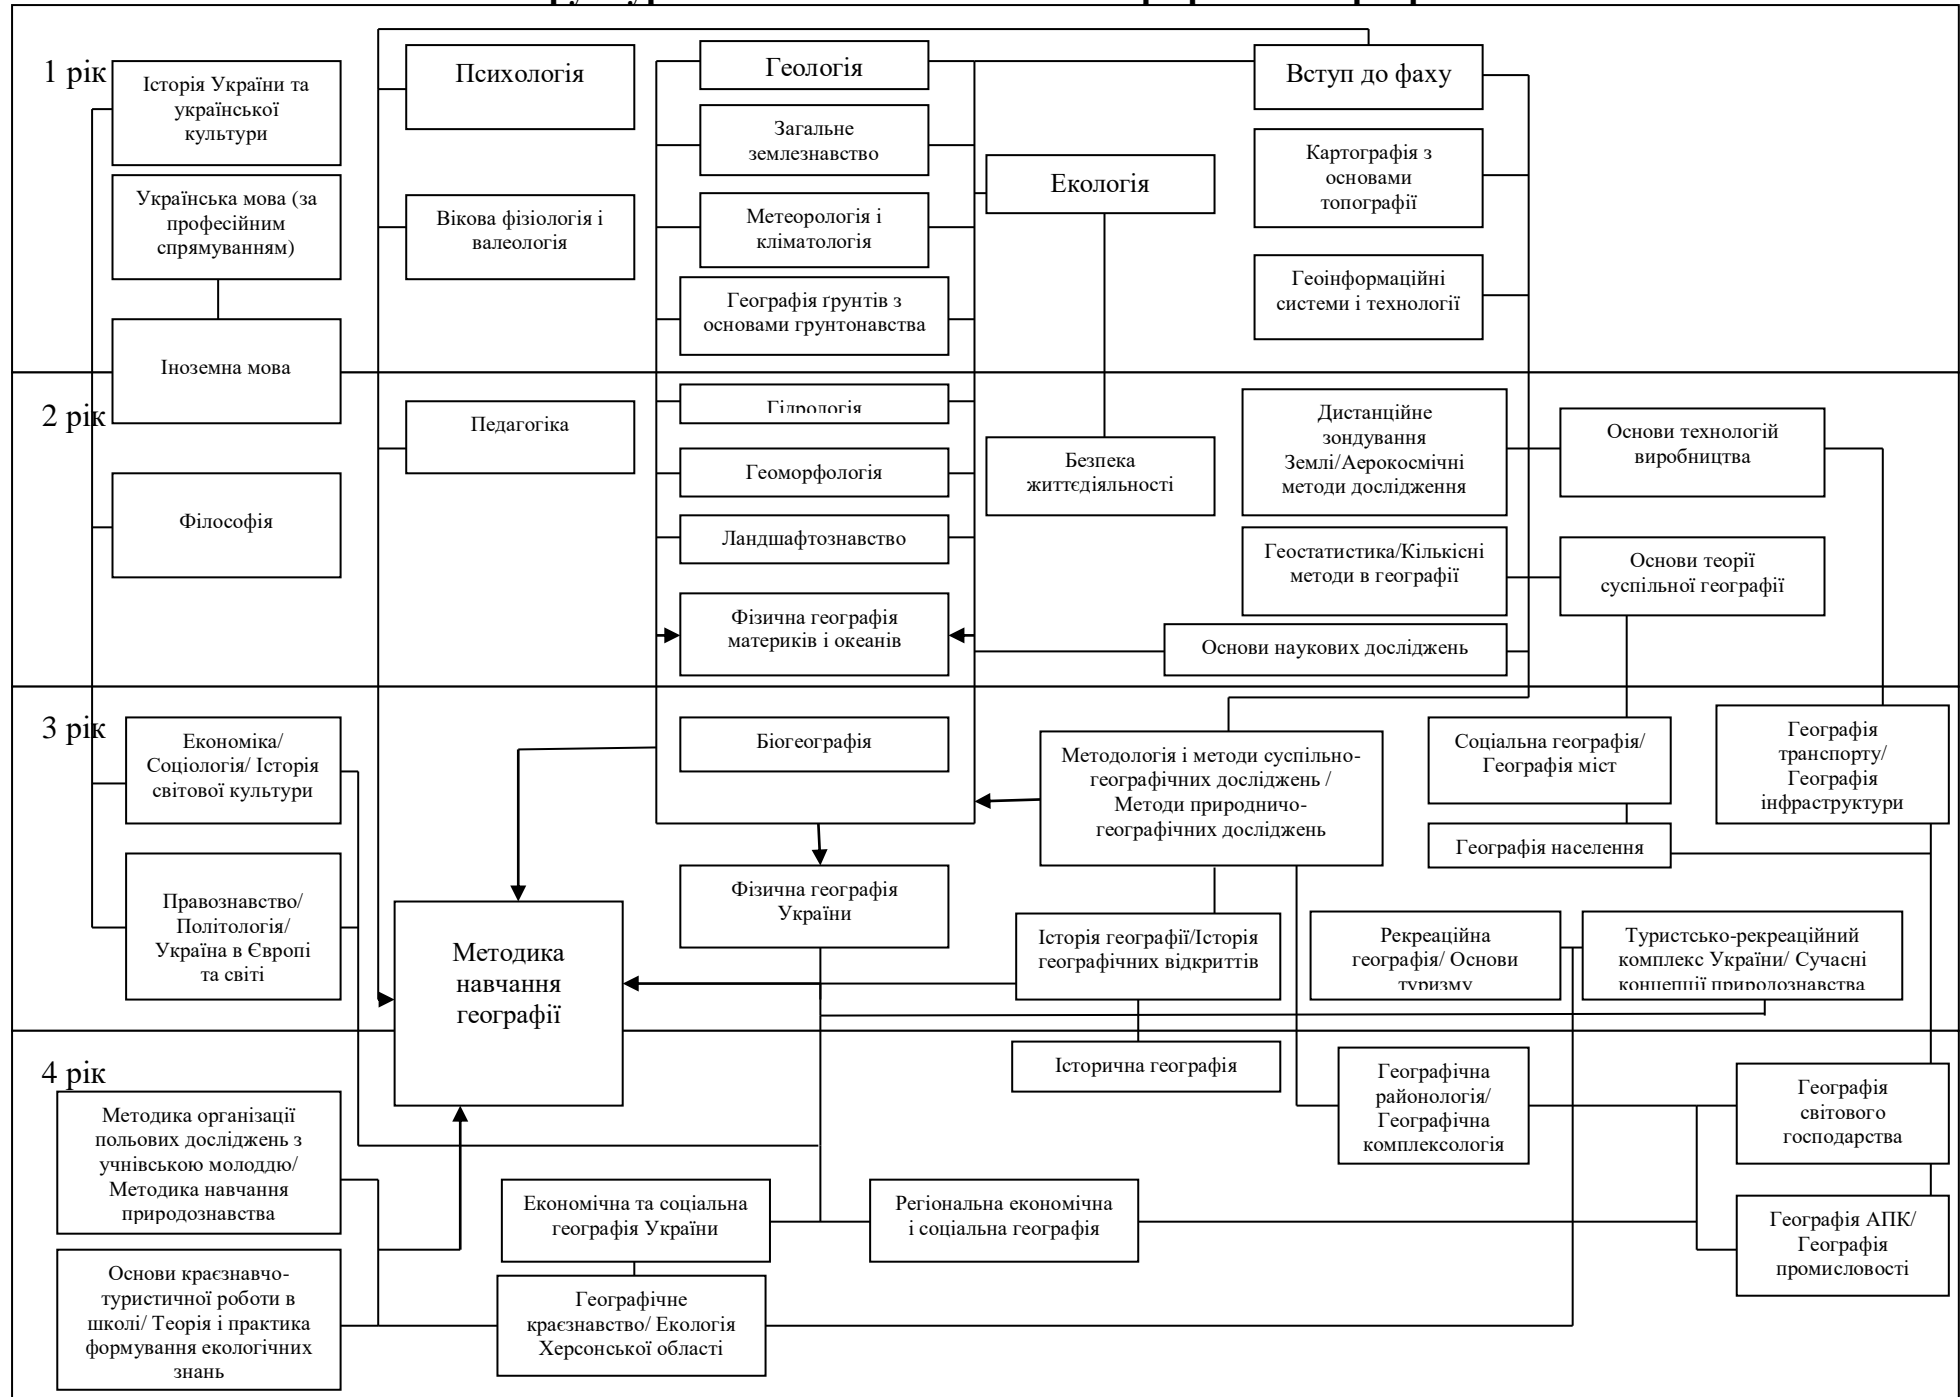 1 рік
Історія України та
української
культури
Українська мова (за
професійним
спрямуванням)
Іноземна мова
Психологія
Вікова фізіологія і
валеологія
Геологія
Загальне
землезнавство
Метеорологія і
кліматологія
Географія ґрунтів з
основами грунтонавства
Екологія
Вступ до фаху
Картографія з
основами
топографії
Геоінформаційні
системи і технології
2 рік
Філософія
Педагогіка
Гідрологія
Геоморфологія
Ландшафтознавство
Фізична географія
материків і океанів
Безпека
життєдіяльності
Дистанційне
зондування
Землі/Аерокосмічні
методи дослідження
Геостатистика/Кількісні
методи в географії
Основи наукових досліджень
Основи технологій
виробництва
Основи теорії
суспільної географії
3 рік
Економіка/
Соціологія/ Історія
світової культури
Правознавство/
Політологія/
Україна в Європі
та світі
Методика
навчання
географії
Біогеографія
Фізична географія
України
Методологія і методи суспільно-
географічних досліджень /
Методи природничо-
географічних досліджень
Історія географії/Історія
географічних відкриттів
Соціальна географія/
Географія міст
Географія населення
Географія
транспорту/
Географія
інфраструктури
Рекреаційна
географія/ Основи
туризму
Туристсько-рекреаційний
комплекс України/ Сучасні
концепції природознавства
4 рік
Методика організації
польових досліджень з
учнівською молоддю/
Методика навчання
природознавства
Основи краєзнавчо-
туристичної роботи в
школі/ Теорія і практика
формування екологічних
знань
Економічна та соціальна
географія України
Географічне
краєзнавство/ Екологія
Херсонської області
Регіональна економічна
і соціальна географія
Історична географія
Географічна
районологія/
Географічна
комплексологія
Географія
світового
господарства
Географія АПК/
Географія
промисловості